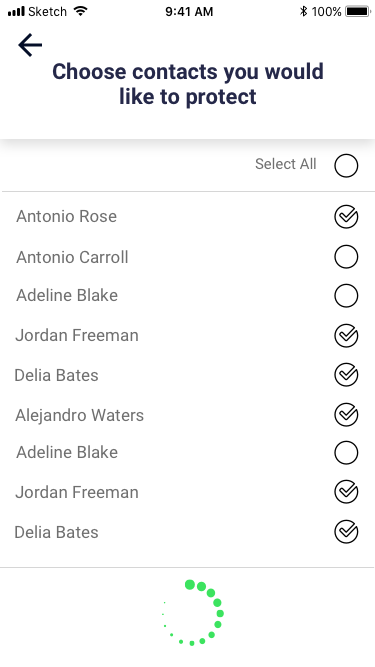 Sketch 9:41 AM 100%
Choose contacts you would
like to protect
Select All
Antonio Rose
Antonio Carroll
Adeline Blake
Jordan Freeman
Delia Bates
Alejandro Waters
Adeline Blake
Jordan Freeman
Delia Bates